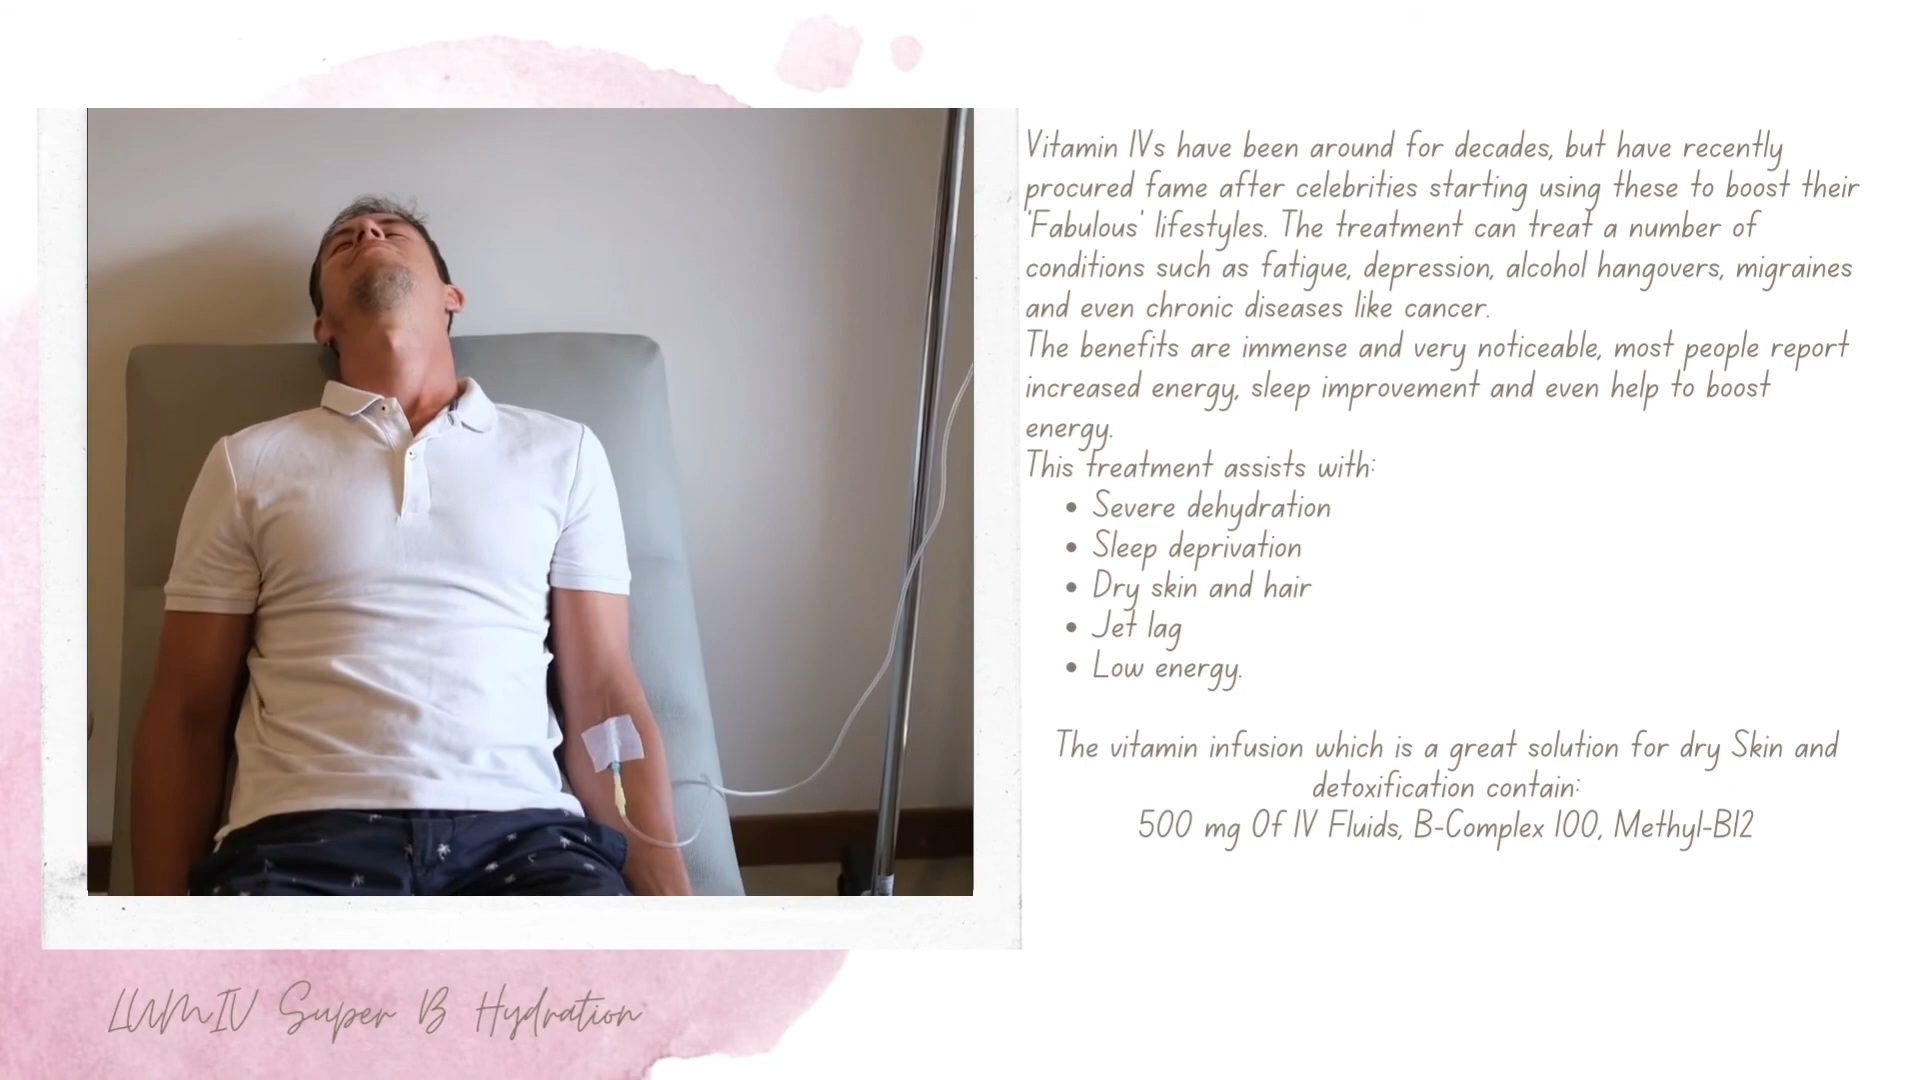 Vitamin IVs have been around for decades, but have recently
procured fame after celebrities starting using these to boost their
'Fabulous' lifestyles. The treatment can treat a number of
conditions such as fatigue, depression, alcohol hangovers, migraines
and even chronic diseases like cancer.
The benefits are immense and very noticeable, most people report
increased energy, sleep improvement and even help to boost
energy.
This treatment assists with:
• Severe dehydration
• Sleep deprivation
• Dry skin and hair
• Jet lag
• Low energy.
The vitamin infusion which is a great solution for dry Skin and
detoxification contain:
500 mg Of IV Fluids, B-Complex 100, Methyl-B12
LUMIV Super B Hydration